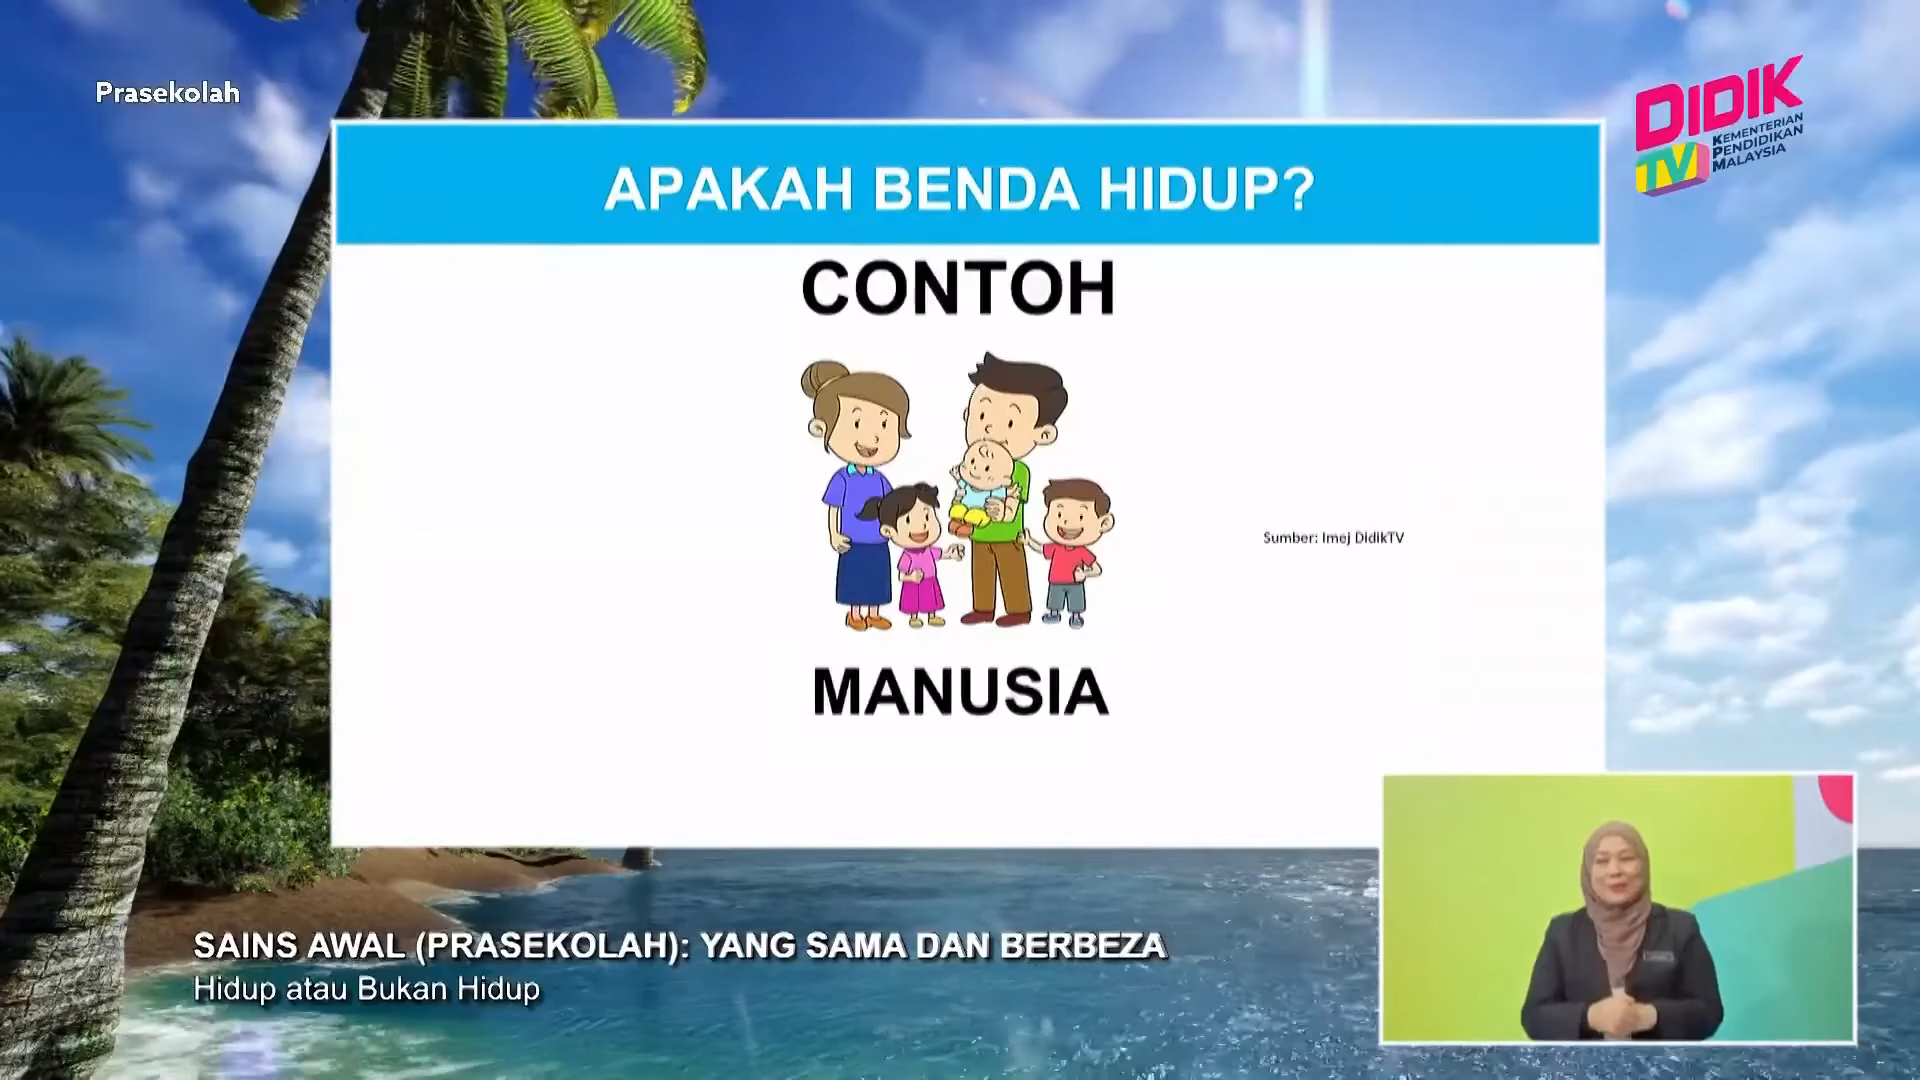 Prasekolah
DIDIK
TV
KEMENTERIAN
PENDIDIKAN
MALAYSIA
APAKAH BENDA HIDUP?
CONTOH
Sumber: Imej DidikTV
MANUSIA
SAINS AWAL (PRASEKOLAH): YANG SAMA DAN BERBEZA
Hidup atau Bukan Hidup